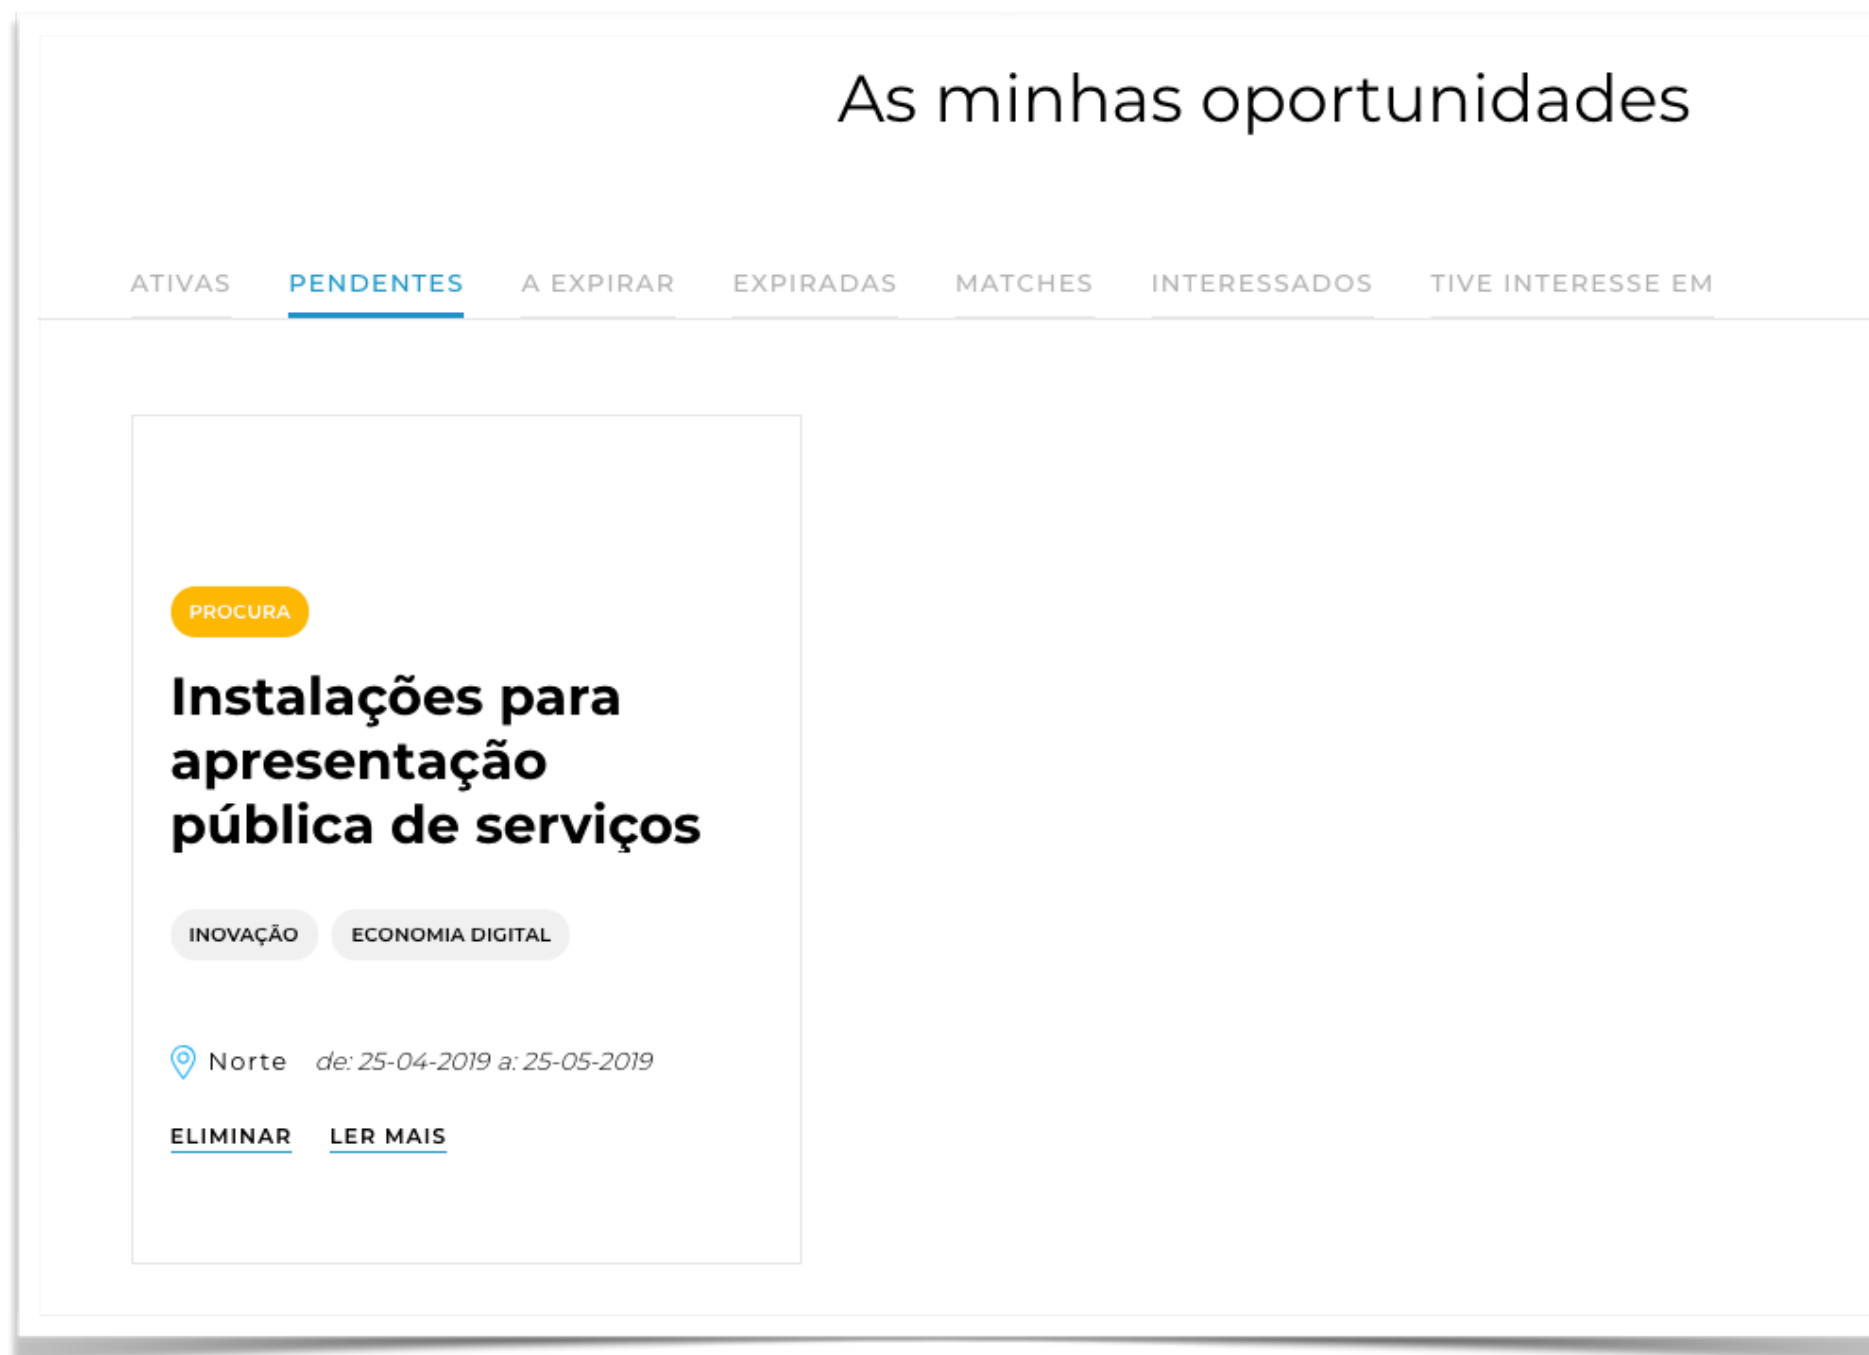 As minhas oportunidades
ATIVAS PENDENTES A EXPIRAR EXPIRADAS MATCHES INTERESSADOS TIVE INTERESSE EM
PROCURA
Instalações para
apresentação
pública de serviços
INOVAÇÃO ECONOMIA DIGITAL
Norte de: 25-04-2019 a: 25-05-2019
ELIMINAR LER MAIS